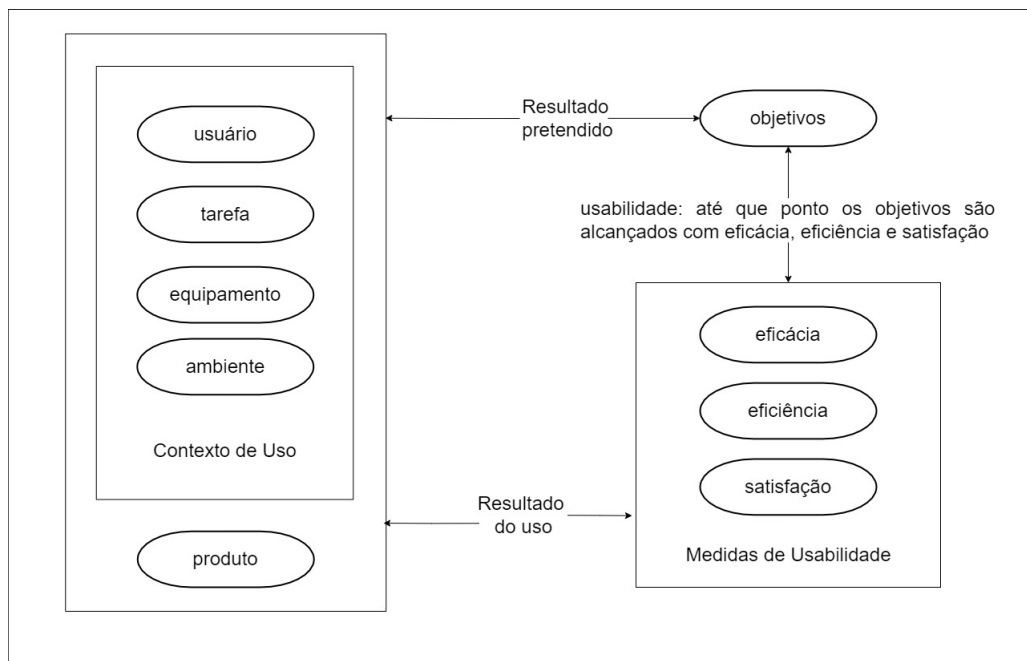 usuário
tarefa
equipamento
ambiente
Contexto de Uso
produto
Resultado
pretendido
objetivos
usabilidade: até que ponto os objetivos são
alcançados com eficácia, eficiência e satisfação
eficácia
eficiência
satisfação
Medidas de Usabilidade
Resultado
do uso